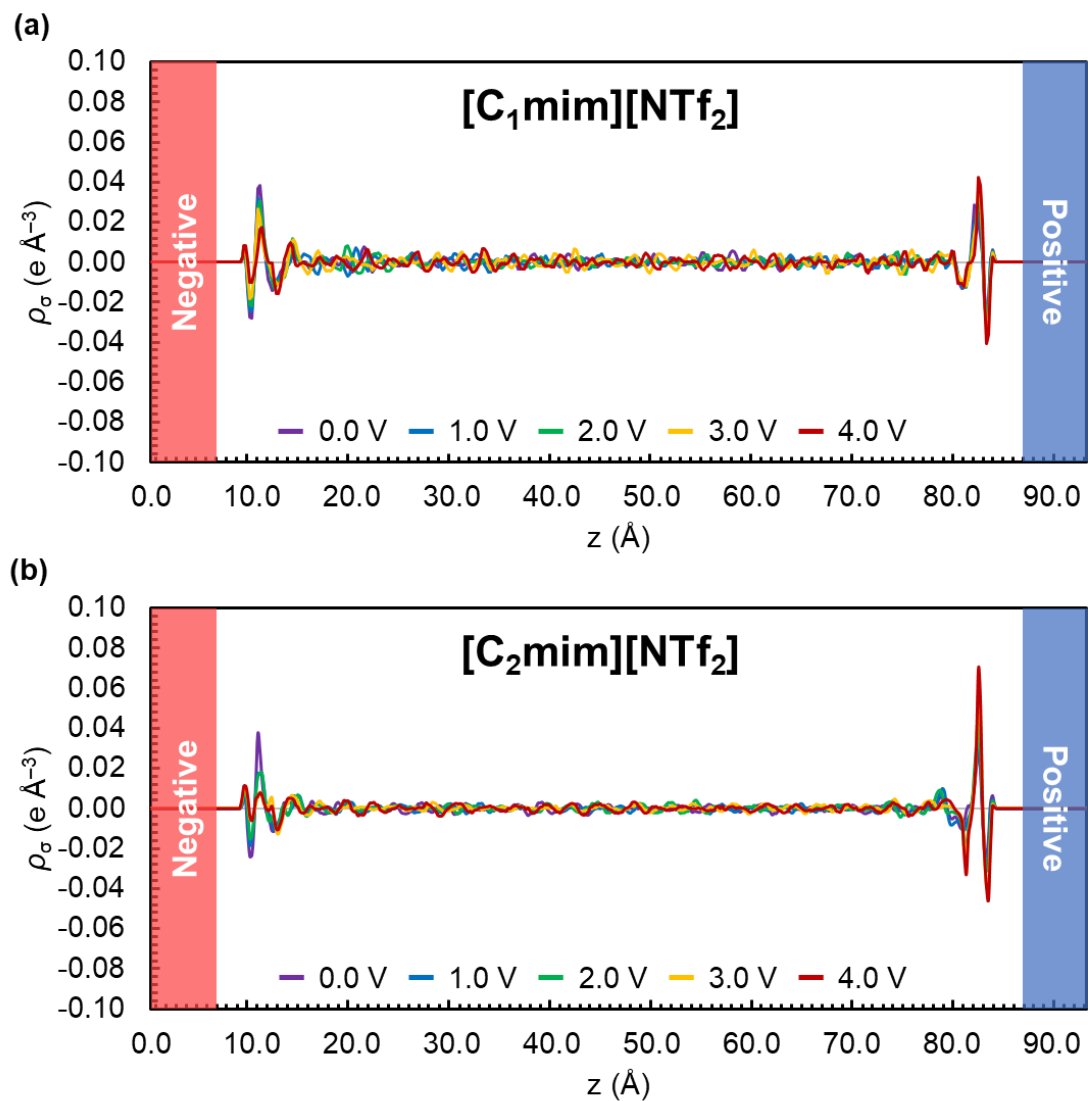 (a)
[C₁mim][NTf₂]
0.10
0.08
0.06
0.04
0.02
0.00
-0.02
-0.04
-0.06
-0.08
-0.10
ρσ (e Å⁻³)
Negative
Positive
0.0 V 1.0 V 2.0 V 3.0 V 4.0 V
0.0 10.0 20.0 30.0 40.0 50.0 60.0 70.0 80.0 90.0
z (Å)
(b)
[C₂mim][NTf₂]
0.10
0.08
0.06
0.04
0.02
0.00
-0.02
-0.04
-0.06
-0.08
-0.10
ρσ (e Å⁻³)
Negative
Positive
0.0 V 1.0 V 2.0 V 3.0 V 4.0 V
0.0 10.0 20.0 30.0 40.0 50.0 60.0 70.0 80.0 90.0
z (Å)